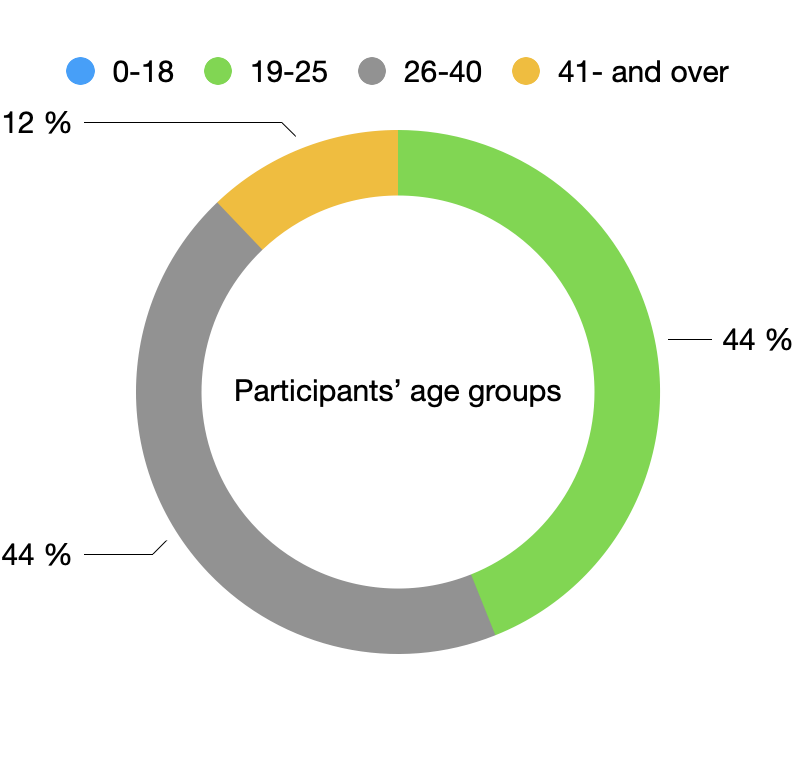 0-18 19-25 26-40 41- and over
12 %
44 %
Participants’ age groups
44 %